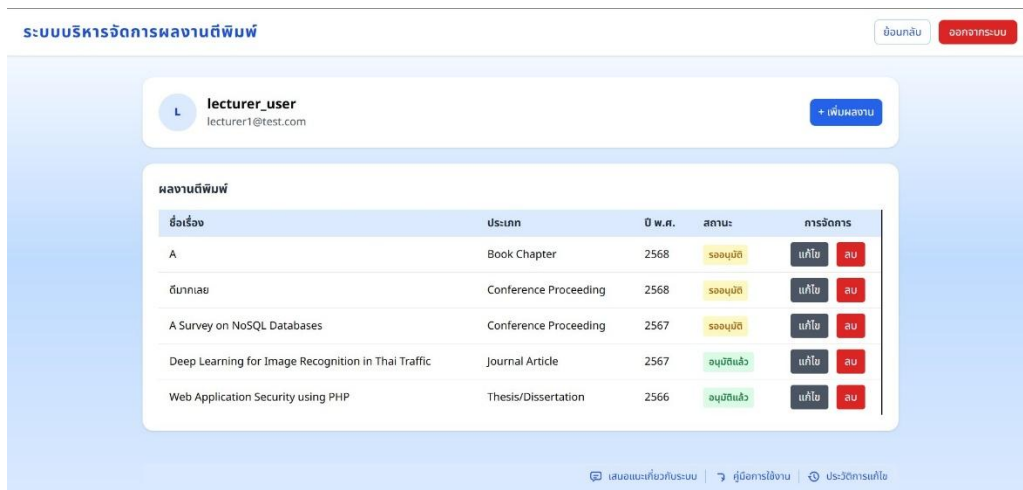 ระบบบริหารจัดการผลงานตีพิมพ์ ย้อนกลับ ออกจากระบบ
L lecturer_user
lecturer1@test.com
+ เพิ่มผลงาน
ผลงานตีพิมพ์
ชื่อเรื่อง ประเภท ปี พ.ศ. สถานะ การจัดการ
A Book Chapter 2568 รออนุมัติ แก้ไข ลบ
ดีมากเลย Conference Proceeding 2568 รออนุมัติ แก้ไข ลบ
A Survey on NoSQL Databases Conference Proceeding 2567 รออนุมัติ แก้ไข ลบ
Deep Learning for Image Recognition in Thai Traffic Journal Article 2567 อนุมัติแล้ว แก้ไข ลบ
Web Application Security using PHP Thesis/Dissertation 2566 อนุมัติแล้ว แก้ไข ลบ
เสนอแนะเกี่ยวกับระบบ คู่มือการใช้งาน ประวัติการแก้ไข